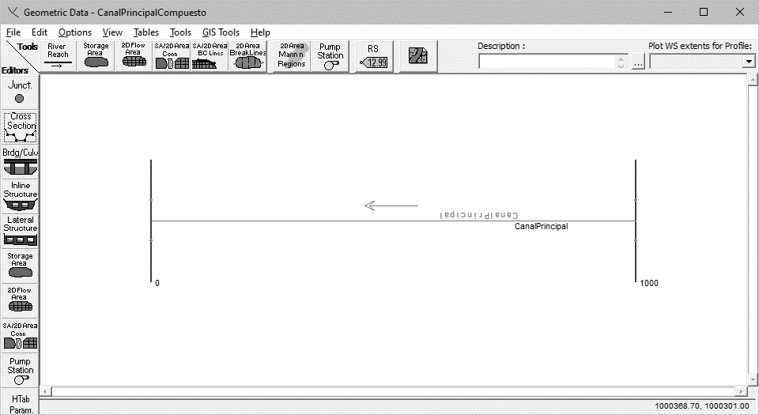 Geometric Data - CanalPrincipalCompuesto
File Edit Options View Tables Tools GIS Tools Help
Tools
Editors
River
Reach
Storage
Area
2D Flow
Area
SA/2D Area
Conn
SA/2D Area
BC Lines
2D Area
BreakLines
2D Area
Mann n
Regions
Pump
Station
RS
12.99
Description :
...
Plot WS extents for Profile:
Junct.
Cross
Section
Brdg/Culv
Inline
Structure
Lateral
Structure
Storage
Area
2D Flow
Area
SA/2D Area
Conn
Pump
Station
HTab
Param.
CanalPrincipal
CanalPrincipal
0
1000
1000368.70, 1000301.00